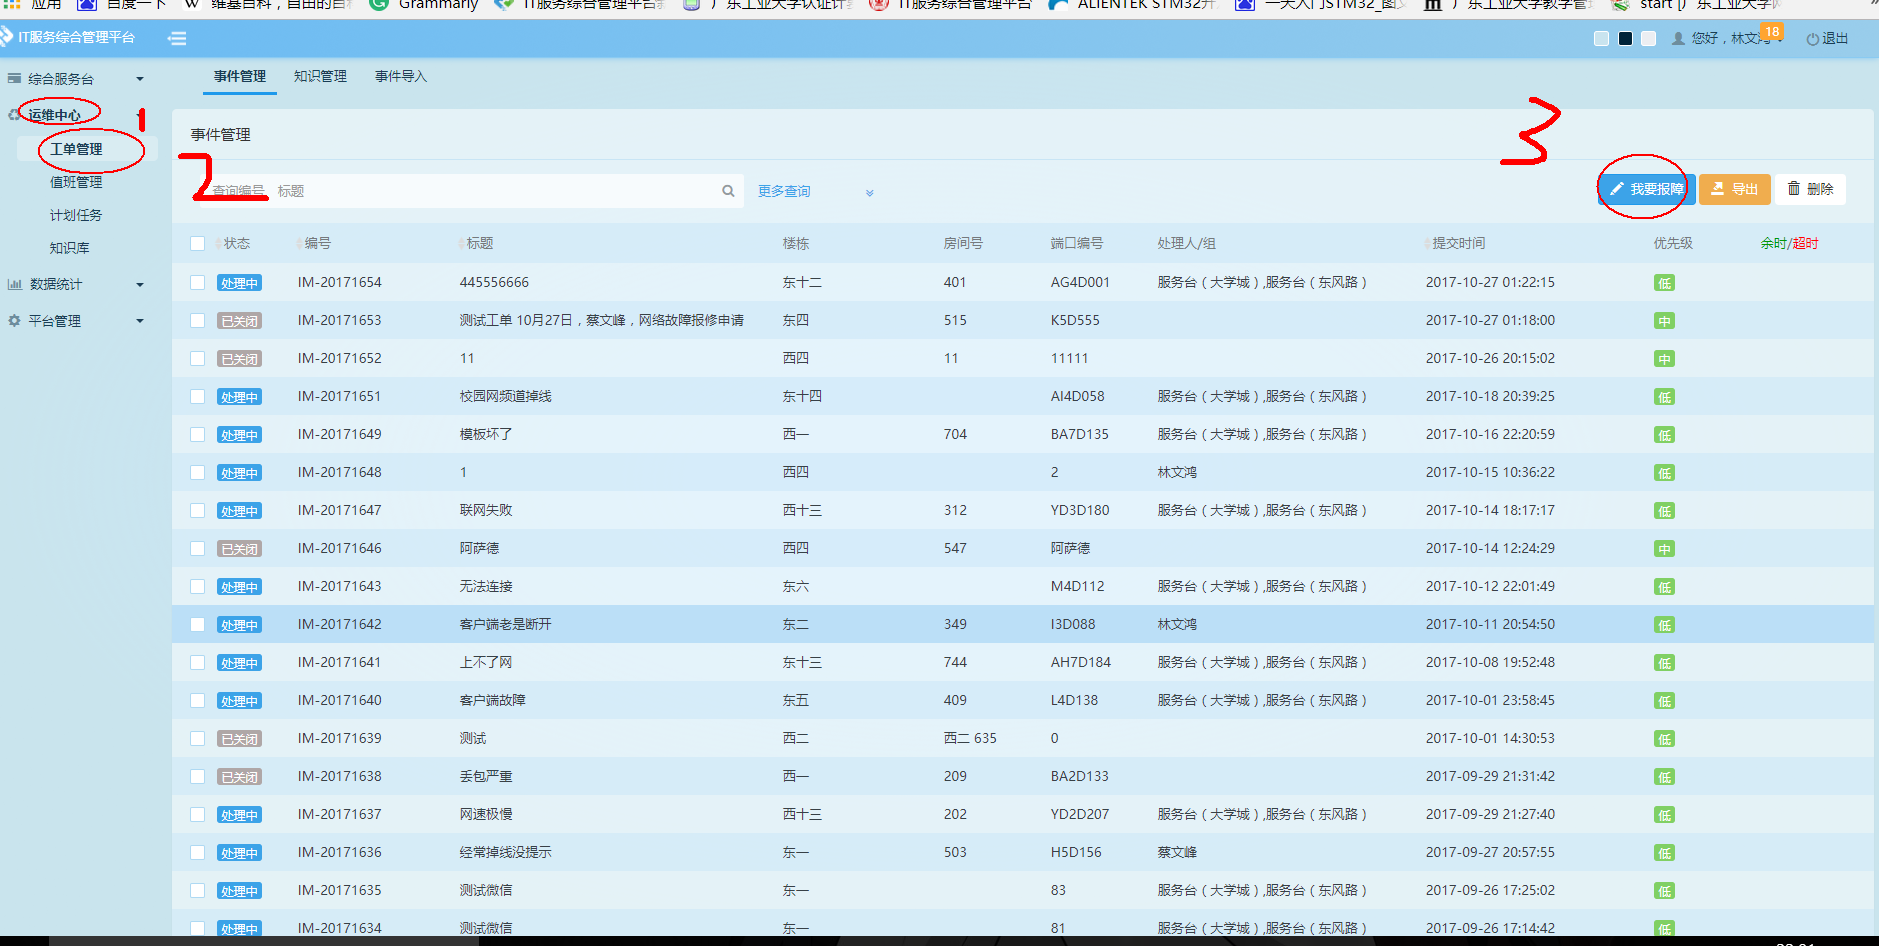 应用 百度一下 维基自科，自由的百科 Grammarly IT服务综合管理平台 广东工业大学认证计费 IT服务综合管理平台 ALIENTEK STM32开 一天入门STM32_图文 广东工业大学教学管 start [广东工业大学网
IT服务综合管理平台 您好，林文鸿 18 退出
综合服务台
运维中心 1
工单管理
值班管理
计划任务
知识库
数据统计
平台管理
事件管理 知识管理 事件导入
事件管理
2 3
查询编号 标题 更多查询 我要报障 导出 删除
状态 编号 标题 楼栋 房间号 端口编号 处理人/组 提交时间 优先级 余时/超时
处理中 IM-20171654 445556666 东十二 401 AG4D001 服务台（大学城）,服务台（东风路） 2017-10-27 01:22:15 低
已关闭 IM-20171653 测试工单 10月27日，蔡文峰，网络故障报修申请 东四 515 K5D555 2017-10-27 01:18:00 中
已关闭 IM-20171652 11 西四 11 11111 2017-10-26 20:15:02 中
处理中 IM-20171651 校园网频道掉线 东十四 AI4D058 服务台（大学城）,服务台（东风路） 2017-10-18 20:39:25 低
处理中 IM-20171649 模板坏了 西一 704 BA7D135 服务台（大学城）,服务台（东风路） 2017-10-16 22:20:59 低
处理中 IM-20171648 1 西四 2 林文鸿 2017-10-15 10:36:22 低
处理中 IM-20171647 联网失败 西十三 312 YD3D180 服务台（大学城）,服务台（东风路） 2017-10-14 18:17:17 低
已关闭 IM-20171646 阿萨德 西四 547 阿萨德 2017-10-14 12:24:29 中
处理中 IM-20171643 无法连接 东六 M4D112 服务台（大学城）,服务台（东风路） 2017-10-12 22:01:49 低
处理中 IM-20171642 客户端老是断开 东二 349 I3D088 林文鸿 2017-10-11 20:54:50 低
处理中 IM-20171641 上不了网 东十三 744 AH7D184 服务台（大学城）,服务台（东风路） 2017-10-08 19:52:48 低
处理中 IM-20171640 客户端故障 东五 409 L4D138 服务台（大学城）,服务台（东风路） 2017-10-01 23:58:45 低
已关闭 IM-20171639 测试 西二 西二 635 0 2017-10-01 14:30:53 低
已关闭 IM-20171638 丢包严重 西一 209 BA2D133 2017-09-29 21:31:42 低
处理中 IM-20171637 网速极慢 西十三 202 YD2D207 服务台（大学城）,服务台（东风路） 2017-09-29 21:27:40 低
处理中 IM-20171636 经常掉线没提示 东一 503 H5D156 蔡文峰 2017-09-27 20:57:55 低
处理中 IM-20171635 测试微信 东一 83 服务台（大学城）,服务台（东风路） 2017-09-26 17:25:02 低
处理中 IM-20171634 测试微信 东一 81 服务台（大学城）,服务台（东风路） 2017-09-26 17:14:42 低